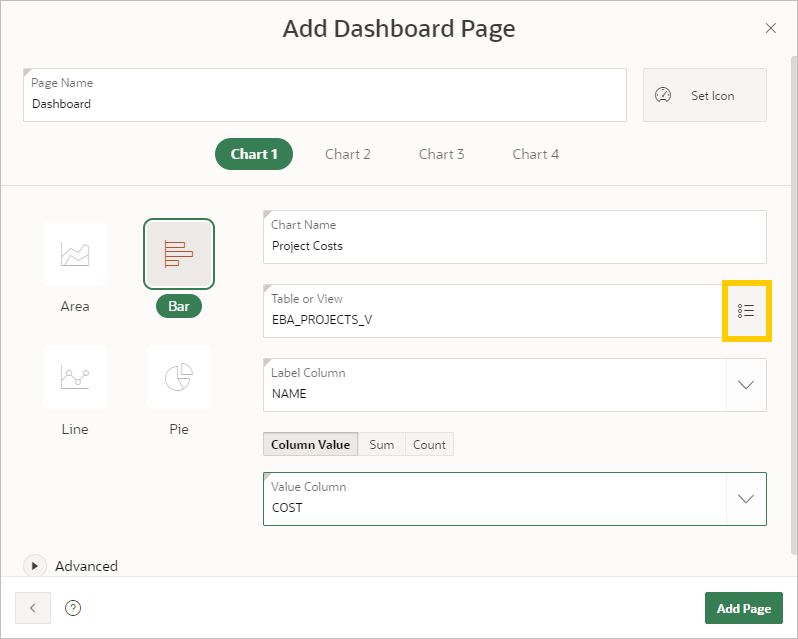 Add Dashboard Page
Page Name
Dashboard
Set Icon
Chart 1 Chart 2 Chart 3 Chart 4
Area
Bar
Line
Pie
Chart Name
Project Costs
Table or View
EBA_PROJECTS_V
Label Column
NAME
Column Value Sum Count
Value Column
COST
Advanced
?
Add Page